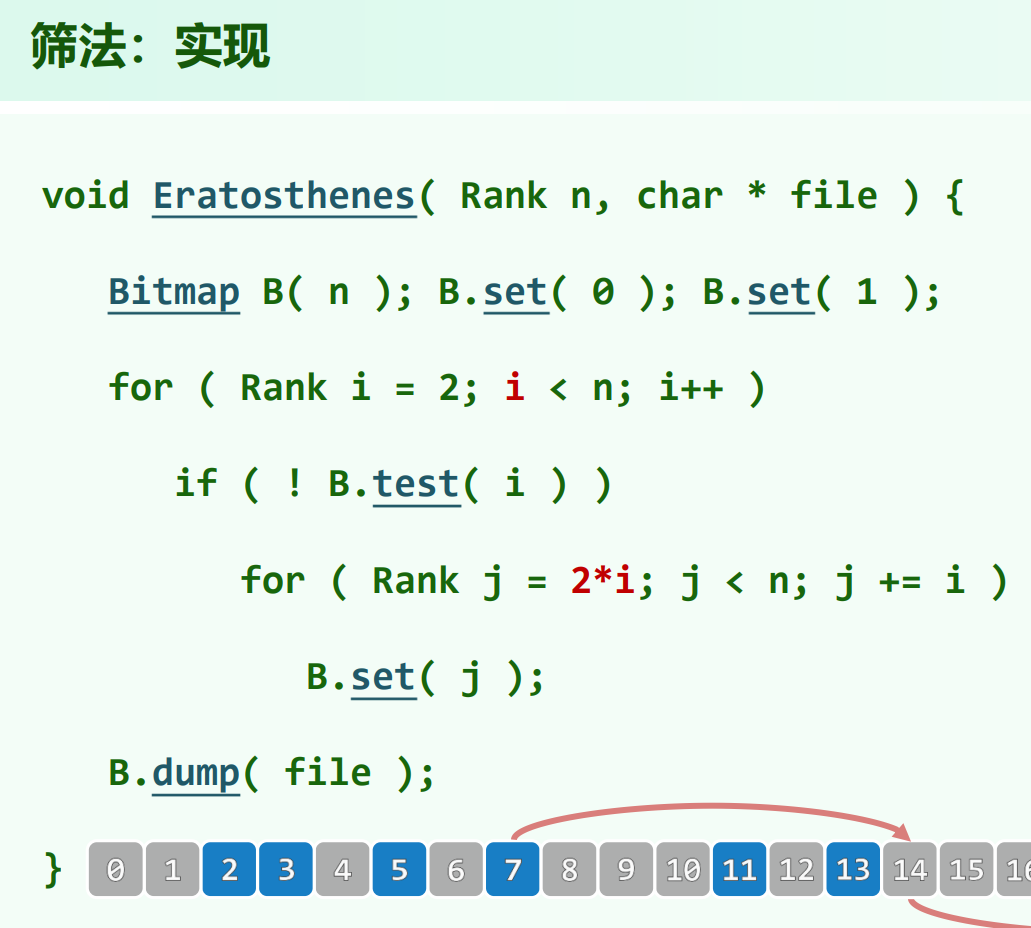 筛法：实现
void Eratosthenes( Rank n, char * file ) {
Bitmap B( n ); B.set( 0 ); B.set( 1 );
for ( Rank i = 2; i < n; i++ )
if ( ! B.test( i ) )
for ( Rank j = 2*i; j < n; j += i )
B.set( j );
B.dump( file );
} 0 1 2 3 4 5 6 7 8 9 10 11 12 13 14 15 16